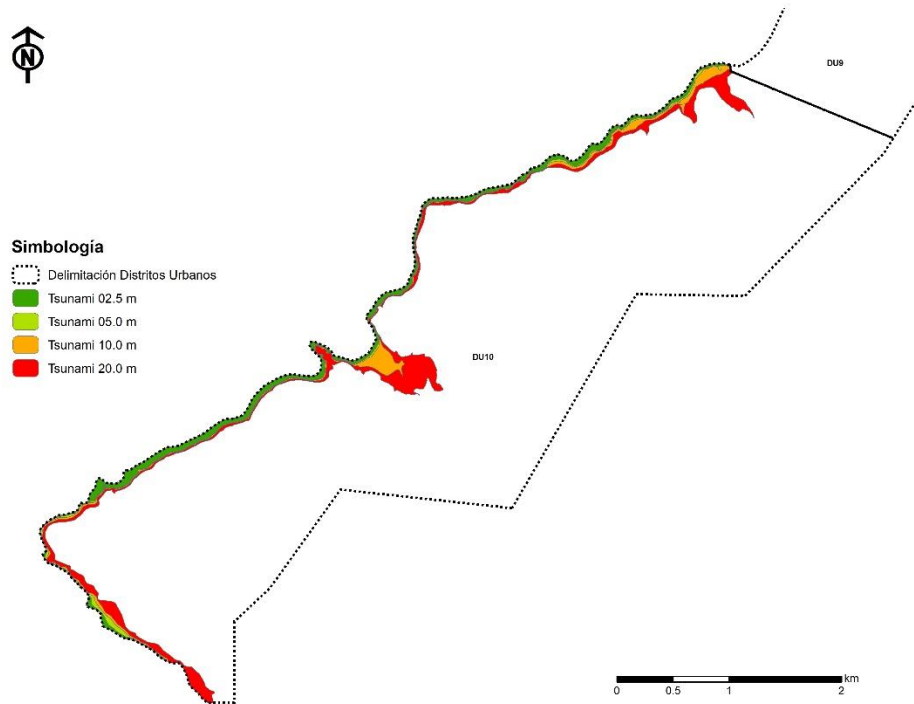 N
DU9
Simbología
Delimitación Distritos Urbanos
Tsunami 02.5 m
Tsunami 05.0 m
Tsunami 10.0 m
Tsunami 20.0 m
DU10
km
0 0.5 1 2